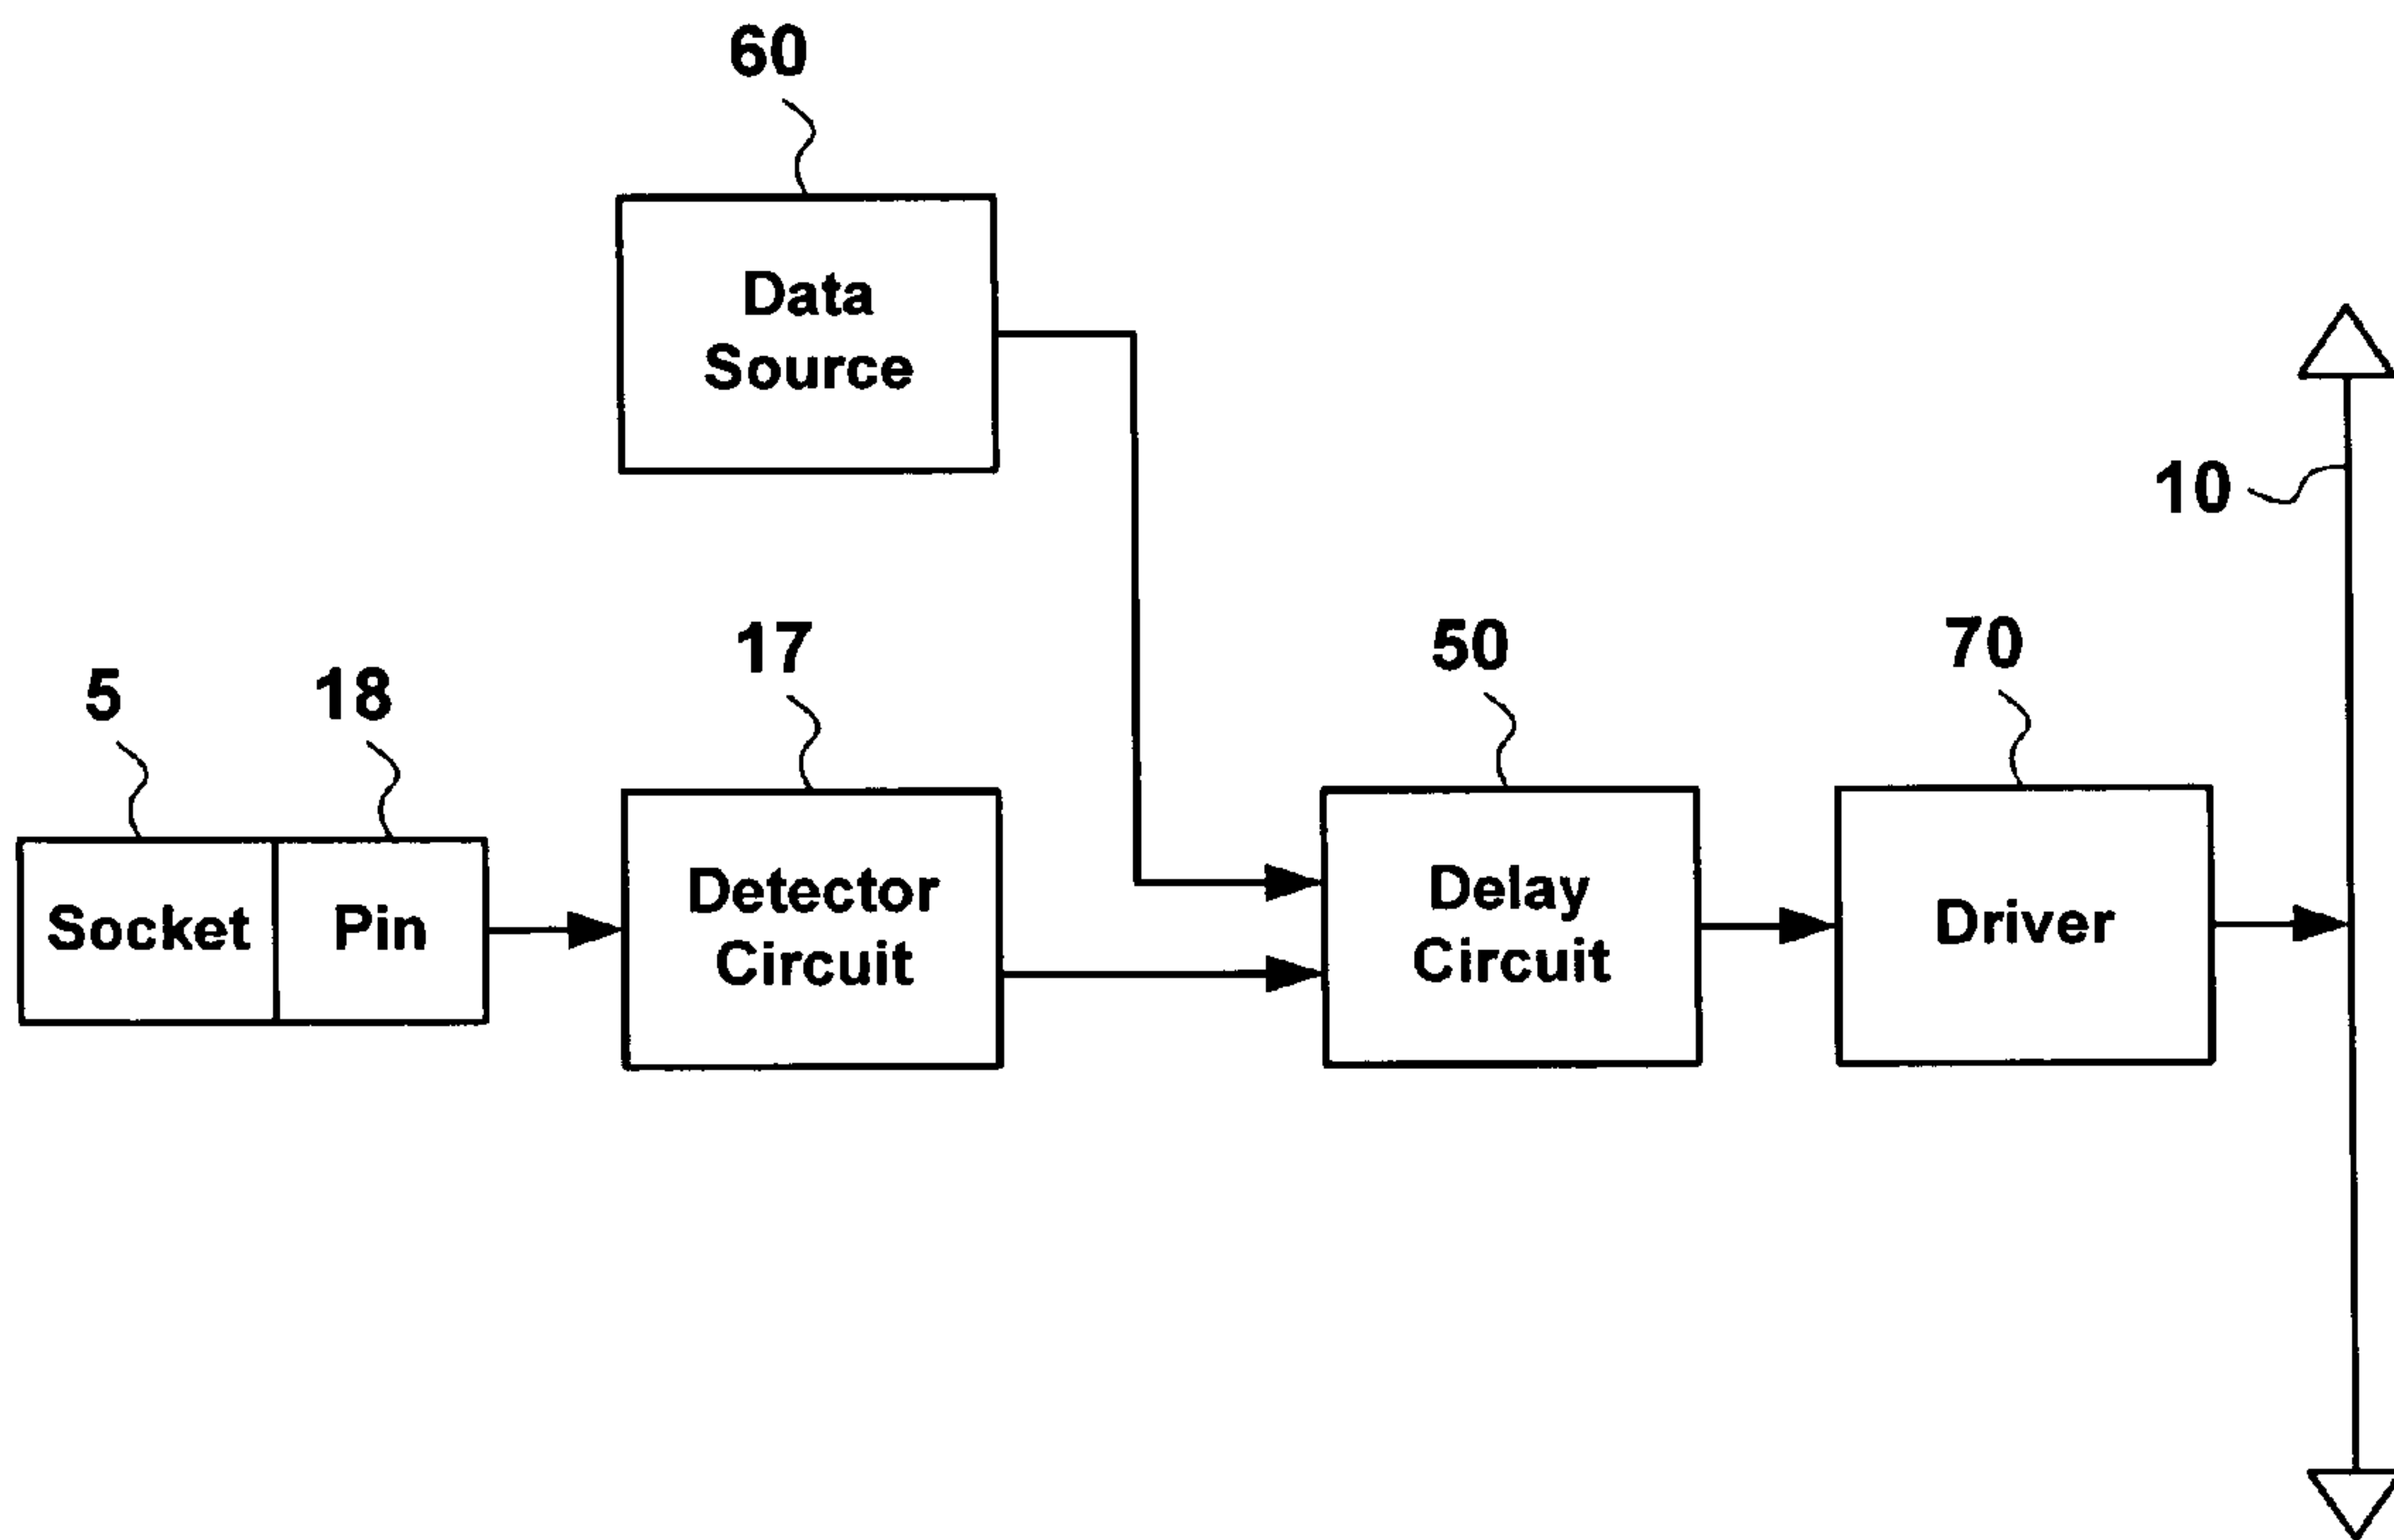 60
Data
Source
10
17
50
70
5
18
Socket
Pin
Detector
Circuit
Delay
Circuit
Driver